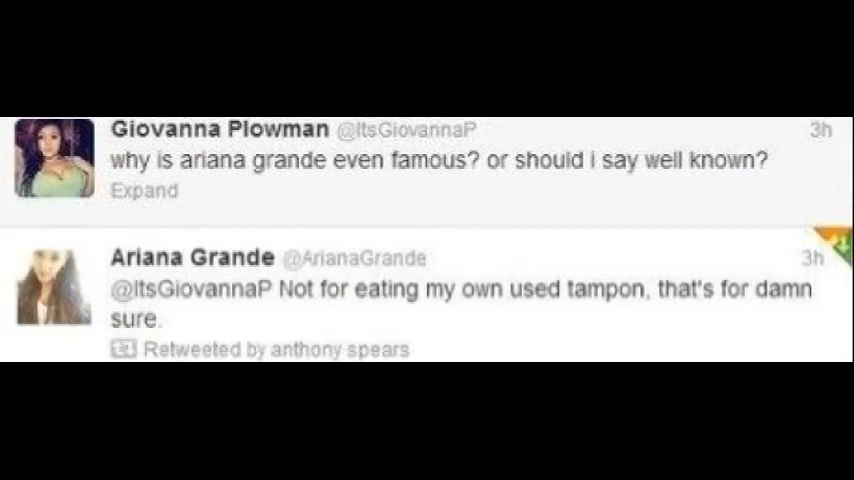 Giovanna Plowman @ItsGiovannaP 3h
why is ariana grande even famous? or should i say well known?
Expand
Ariana Grande @ArianaGrande 3h
@ItsGiovannaP Not for eating my own used tampon, that's for damn
sure.
Retweeted by anthony spears